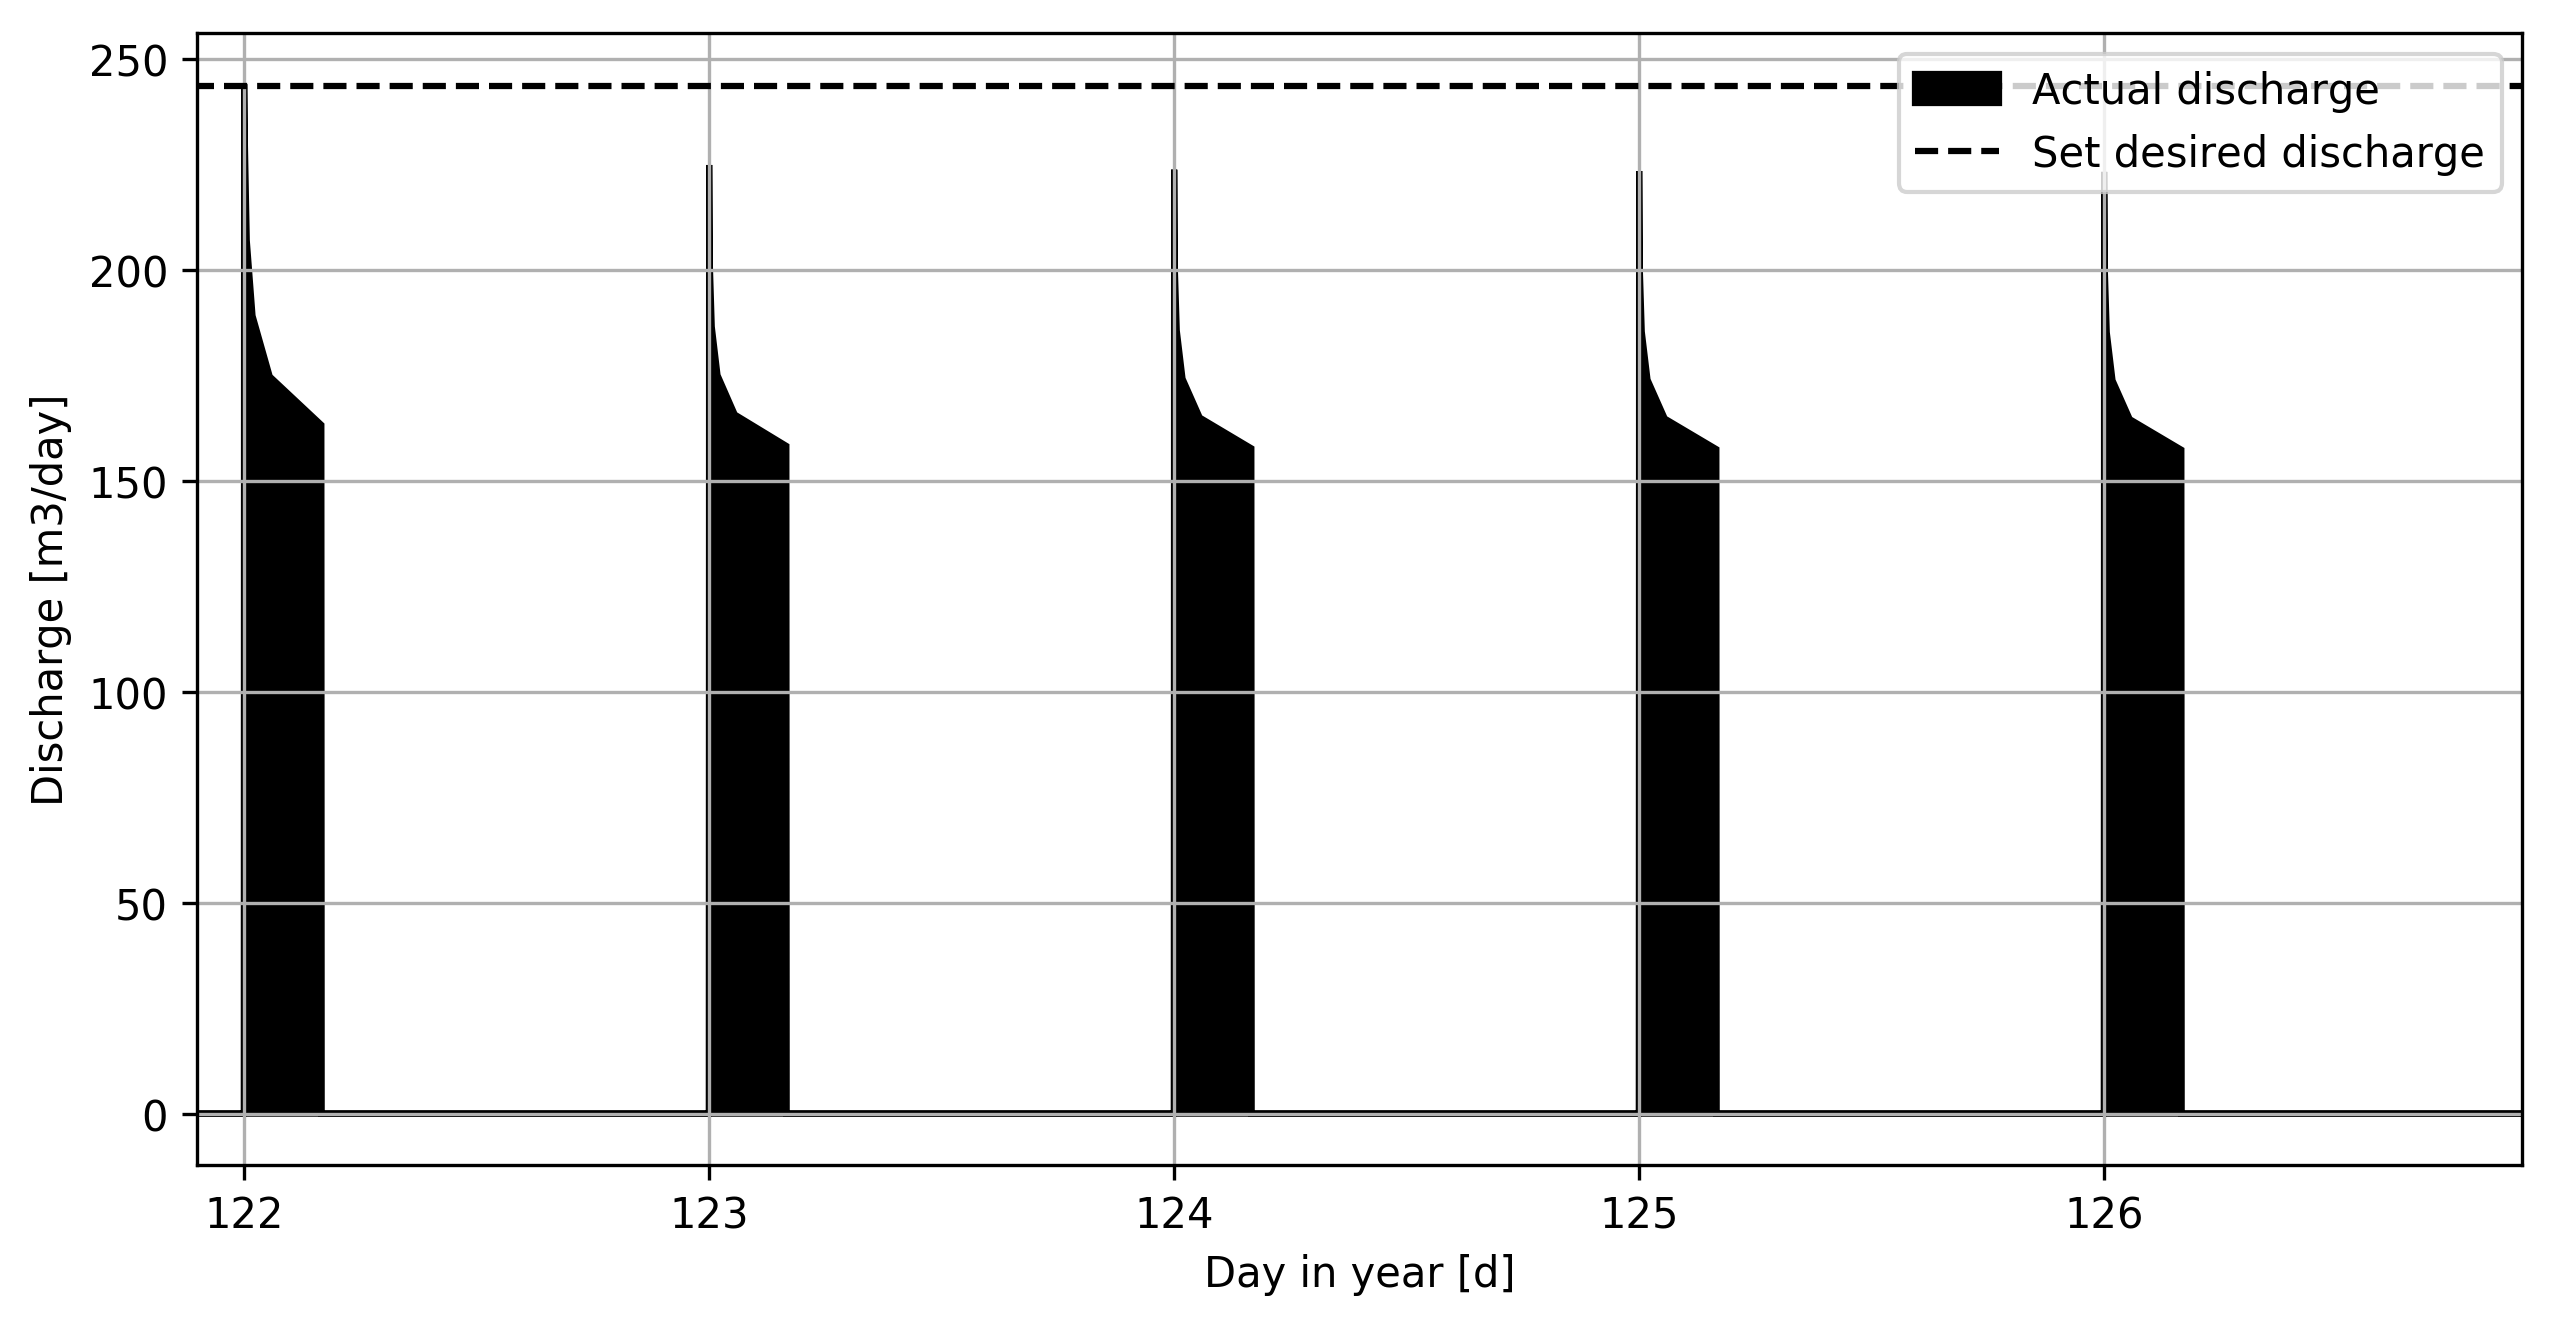 250
200
150
100
50
0
Discharge [m3/day]
Actual discharge
Set desired discharge
122 123 124 125 126
Day in year [d]